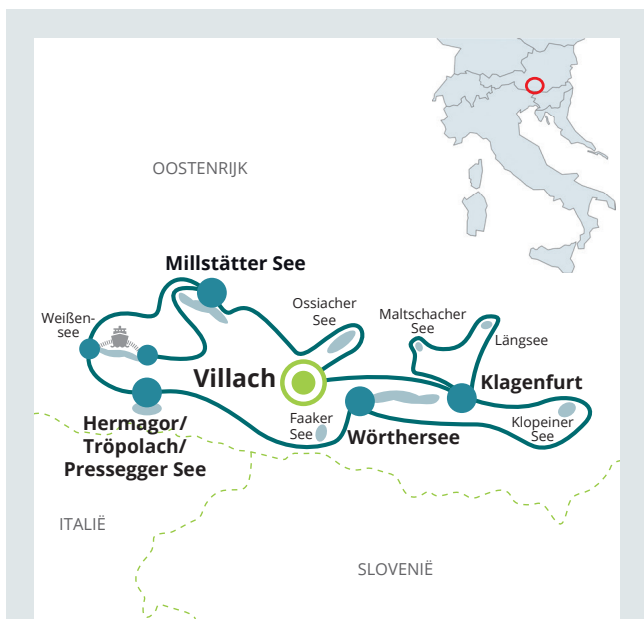 OOSTENRIJK
Millstätter See
Ossiacher
See
Maltschacher
See
Längsee
Weißen-
see
Villach
Klagenfurt
Hermagor/
Tröpolach/
Pressegger See
Faaker
See
Wörthersee
Klopeiner
See
ITALIË
SLOVENIË